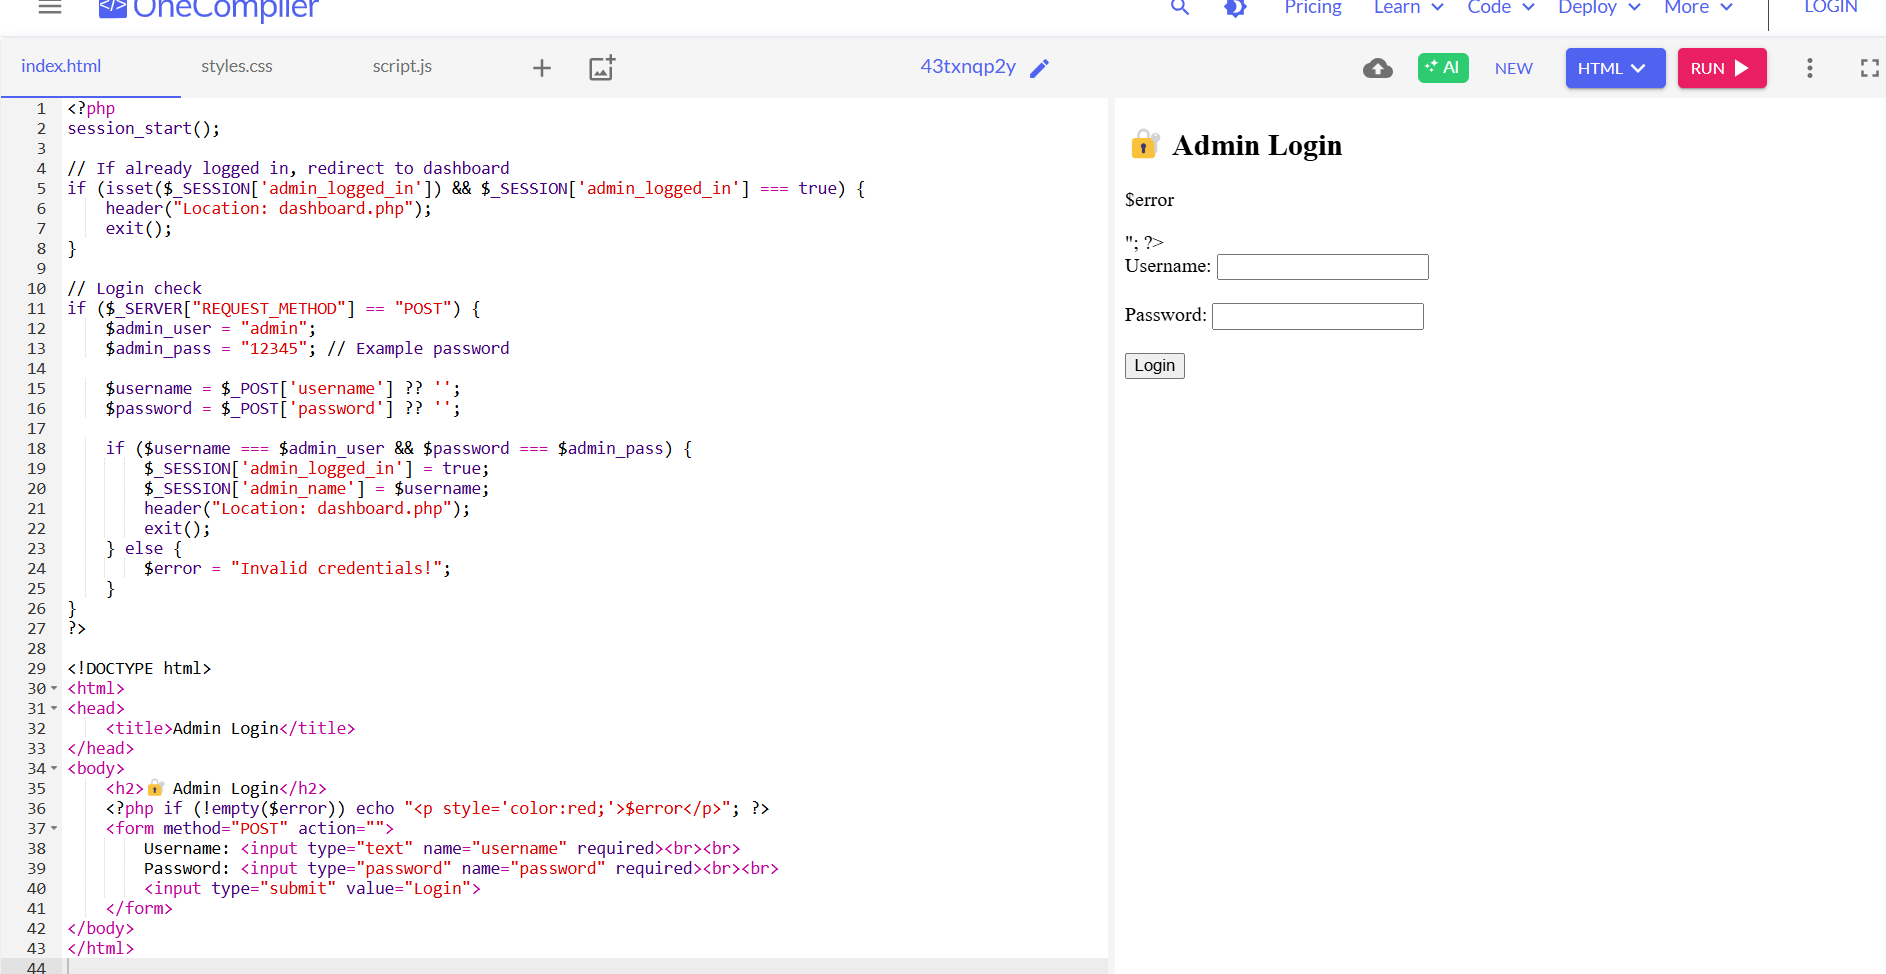 OneCompiler
Pricing Learn Code Deploy More LOGIN
index.html styles.css script.js 43txnqp2y AI NEW HTML RUN
1 <?php
2 session_start();
3
4 // If already logged in, redirect to dashboard
5 if (isset($_SESSION['admin_logged_in']) && $_SESSION['admin_logged_in'] === true) {
6     header("Location: dashboard.php");
7     exit();
8 }
9
10 // Login check
11 if ($_SERVER["REQUEST_METHOD"] == "POST") {
12     $admin_user = "admin";
13     $admin_pass = "12345"; // Example password
14
15     $username = $_POST['username'] ?? '';
16     $password = $_POST['password'] ?? '';
17
18     if ($username === $admin_user && $password === $admin_pass) {
19         $_SESSION['admin_logged_in'] = true;
20         $_SESSION['admin_name'] = $username;
21         header("Location: dashboard.php");
22         exit();
23     } else {
24         $error = "Invalid credentials!";
25     }
26 }
27 ?>
28
29 <!DOCTYPE html>
30 <html>
31 <head>
32     <title>Admin Login</title>
33 </head>
34 <body>
35     <h2>🔐 Admin Login</h2>
36     <?php if (!empty($error)) echo "<p style='color:red;'>$error</p>"; ?>
37     <form method="POST" action="">
38         Username: <input type="text" name="username" required><br><br>
39         Password: <input type="password" name="password" required><br><br>
40         <input type="submit" value="Login">
41     </form>
42 </body>
43 </html>
44
🔐 Admin Login
$error
"; ?>
Username:
Password:
Login